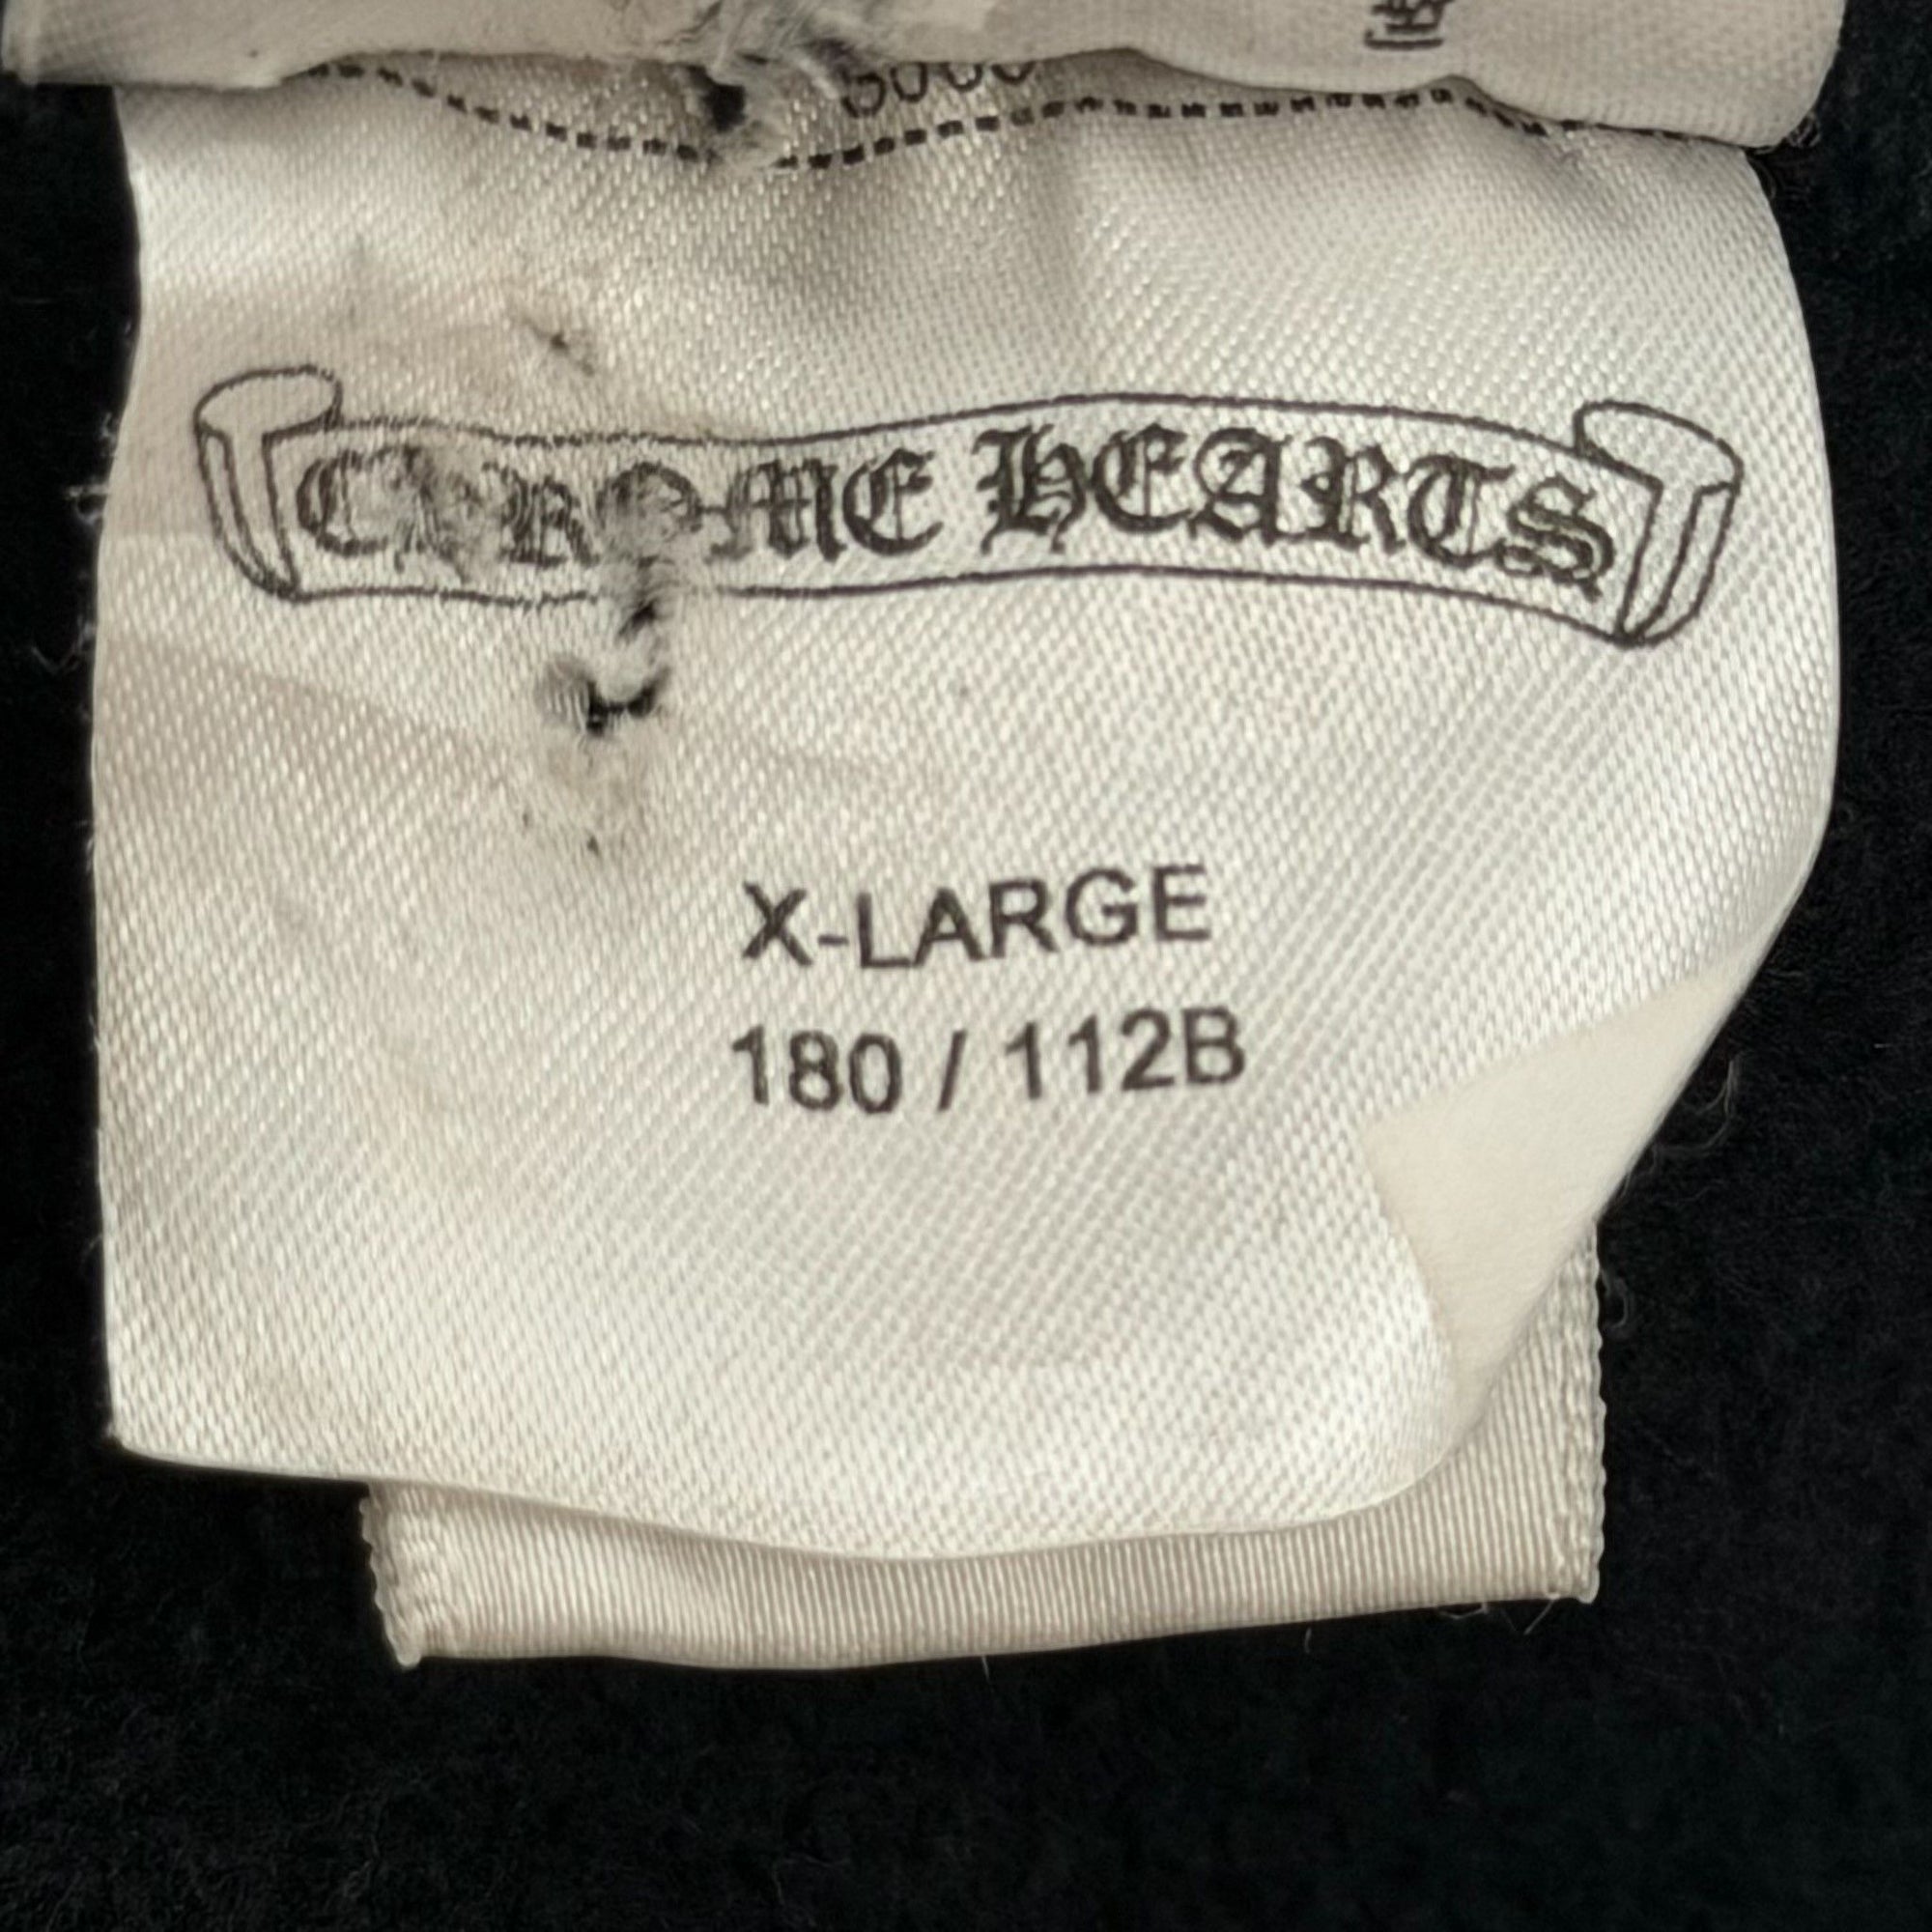 CHROME HEARTS
X-LARGE
180 / 112B